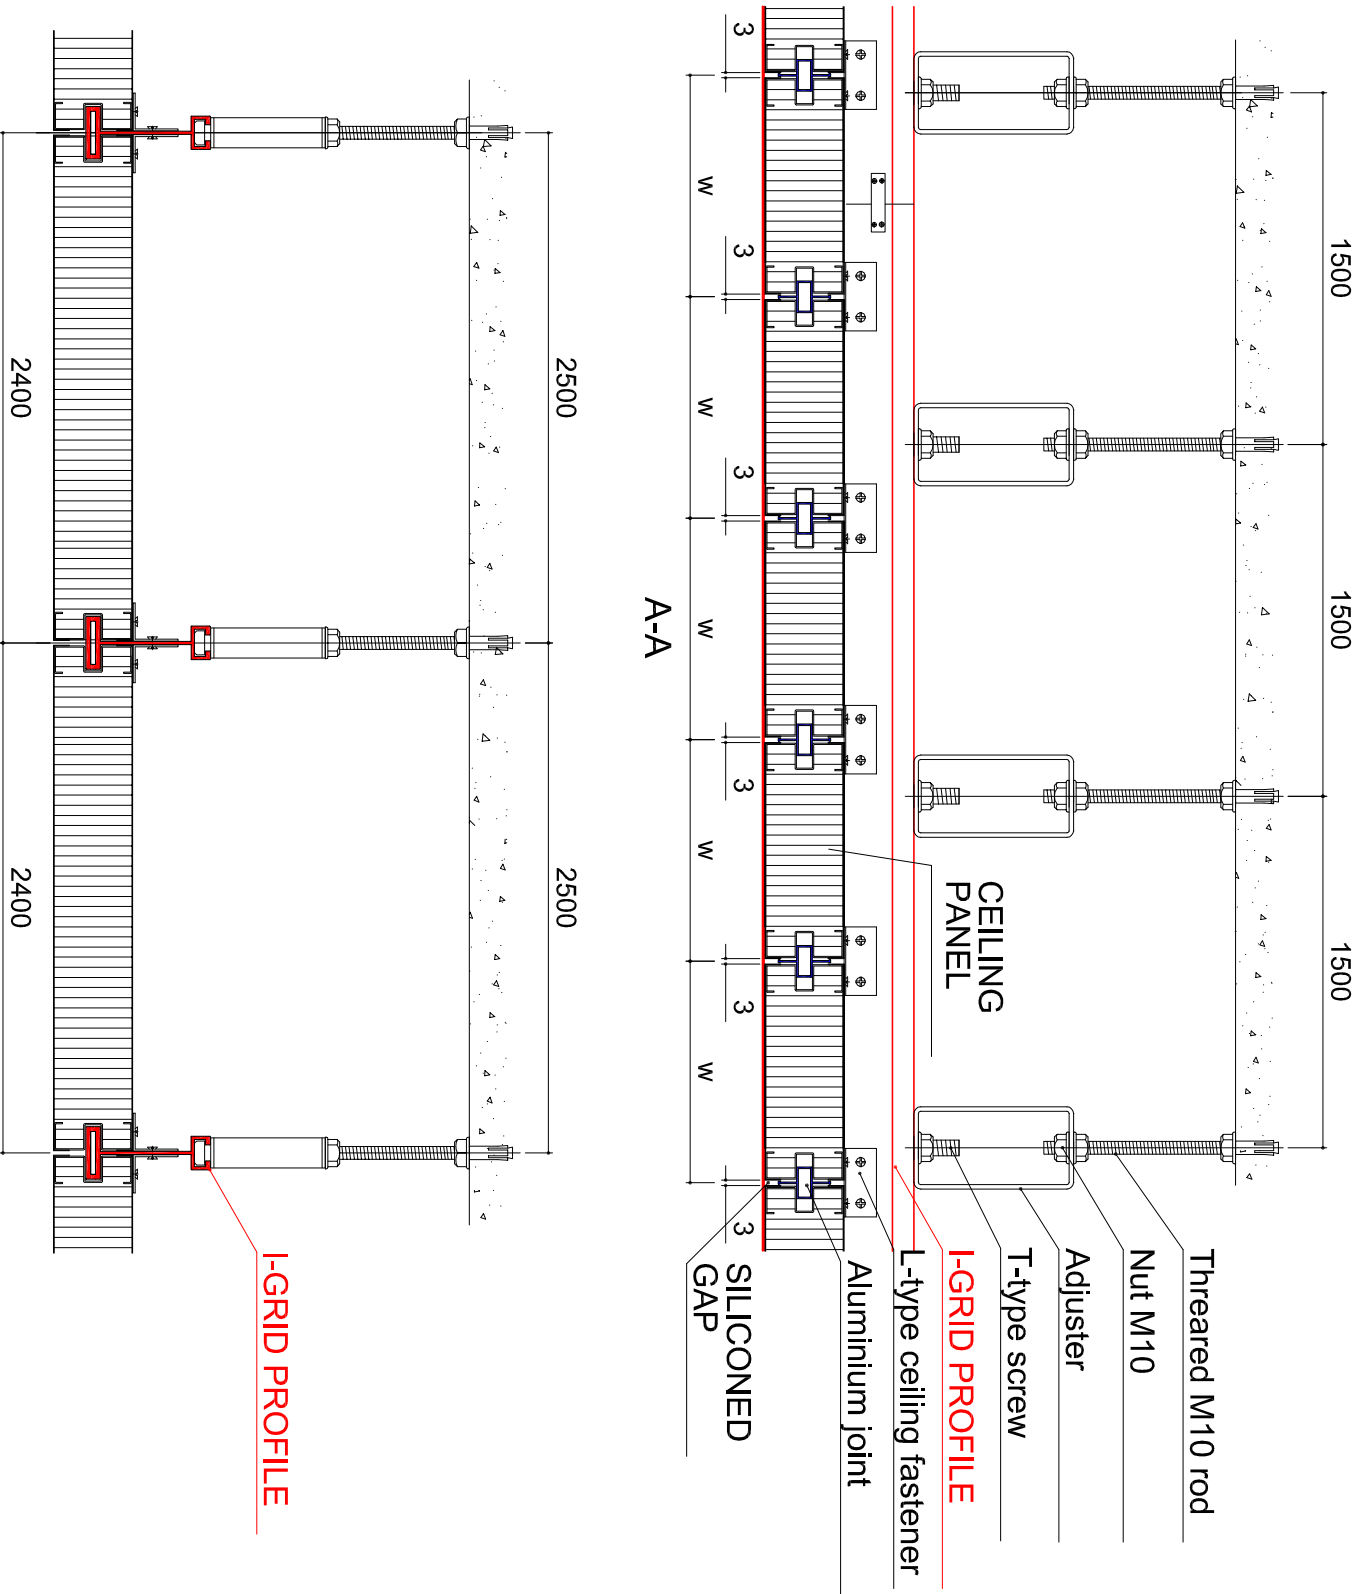 1500
1500
1500
Threared M10 rod
Nut M10
Adjuster
T-type screw
I-GRID PROFILE
L-type ceiling fastener
Aluminium joint
CEILING
PANEL
3
3
3
3
3
3
SILICONED
GAP
w
w
w
w
w
A-A
2500
2500
I-GRID PROFILE
2400
2400